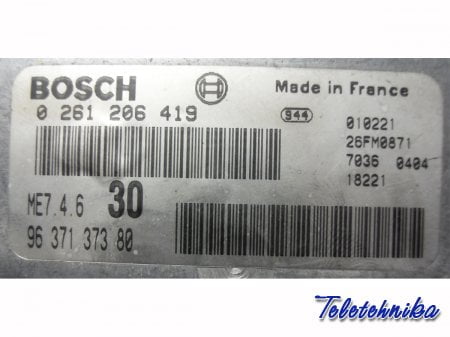 BOSCH
Made in France
0 261 206 419
944
010221
26FM0871
7036 0404
18221
ME7.4.6 30
96 371 373 80
Teletehnika